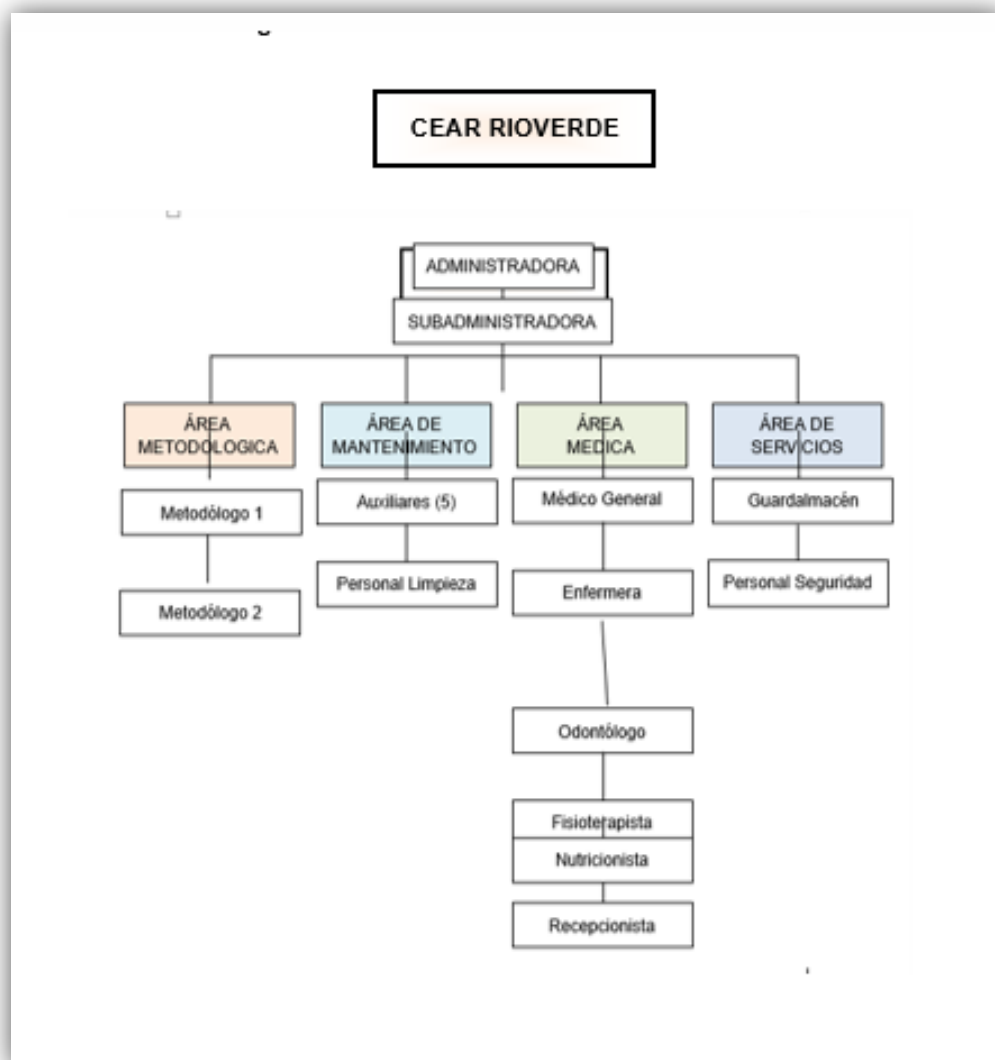 CEAR RIOVERDE
ADMINISTRADORA
SUBADMINISTRADORA
ÁREA
METODOLOGICA
Metodólogo 1
Metodólogo 2
ÁREA DE
MANTENIMIENTO
Auxiliares (5)
Personal Limpieza
ÁREA
MEDICA
Médico General
Enfermera
Odontólogo
Fisioterapista
Nutricionista
Recepcionista
ÁREA DE
SERVICIOS
Guardalmacén
Personal Seguridad